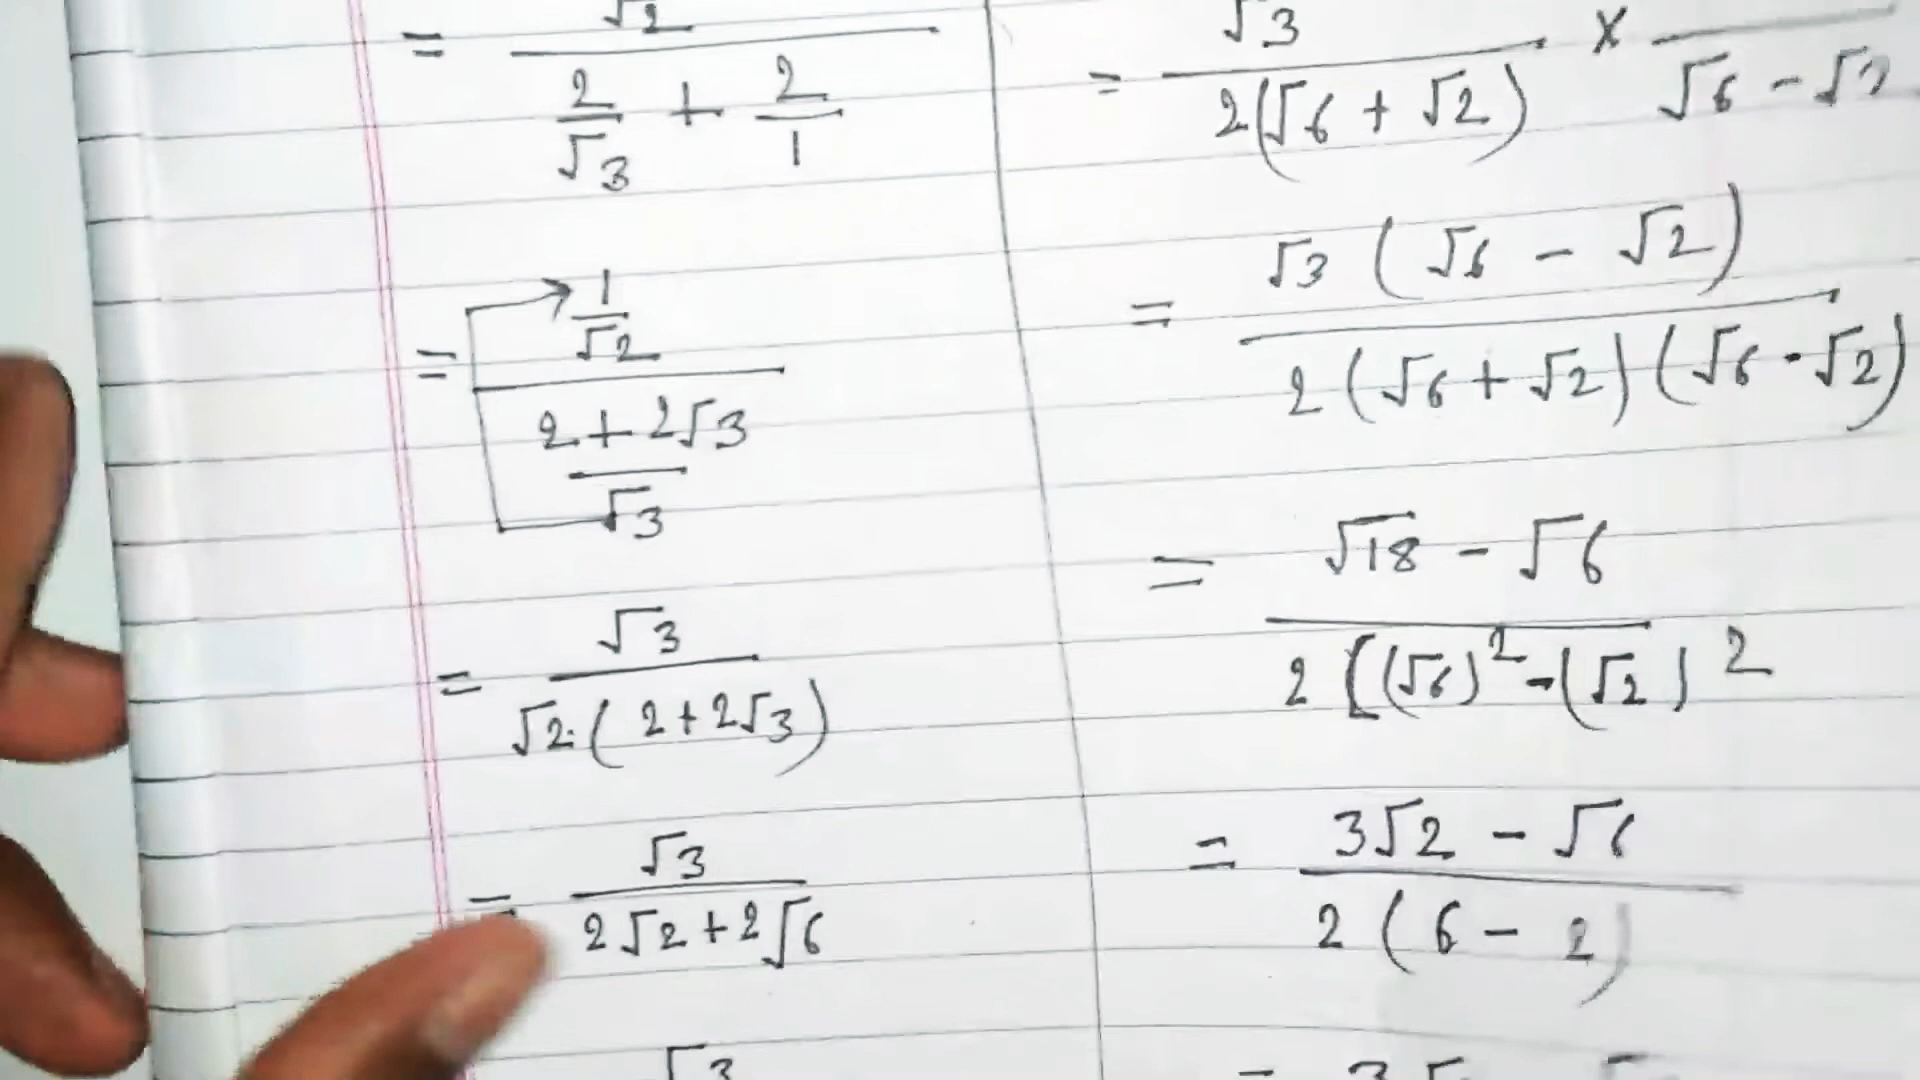 = √2 / (2/√3 + 2/1)
= (1/√2) / ((2+2√3)/√3)
= √3 / (√2.(2+2√3))
= √3 / (2√2+2√6)
√3
= √3 / (2(√6+√2)) × / (√6-√2)
= √3(√6-√2) / (2(√6+√2)(√6-√2))
= (√18-√6) / (2[(√6)²-(√2)²)
= (3√2-√6) / (2(6-2))
= 3√